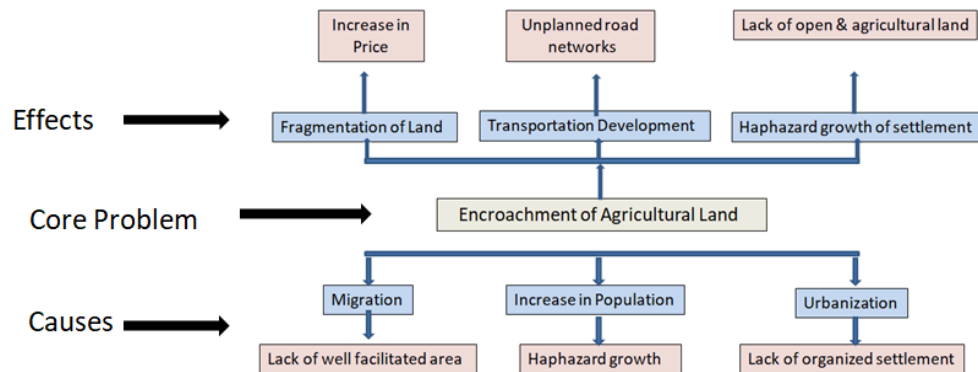 Increase in
Price
Unplanned road
networks
Lack of open & agricultural land
Effects
Fragmentation of Land
Transportation Development
Haphazard growth of settlement
Core Problem
Encroachment of Agricultural Land
Migration
Increase in Population
Urbanization
Causes
Lack of well facilitated area
Haphazard growth
Lack of organized settlement